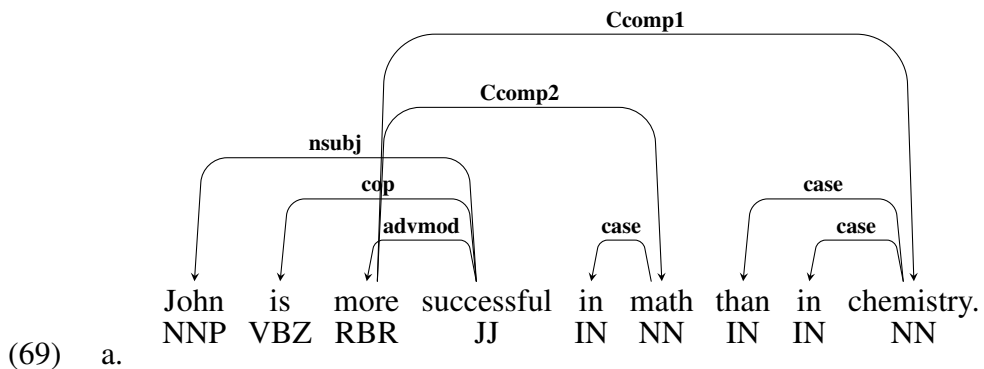 Ccomp1
Ccomp2
nsubj
cop
case
advmod
case
case
John is more successful in math than in chemistry.
NNP VBZ RBR JJ IN NN IN IN NN
(69) a.